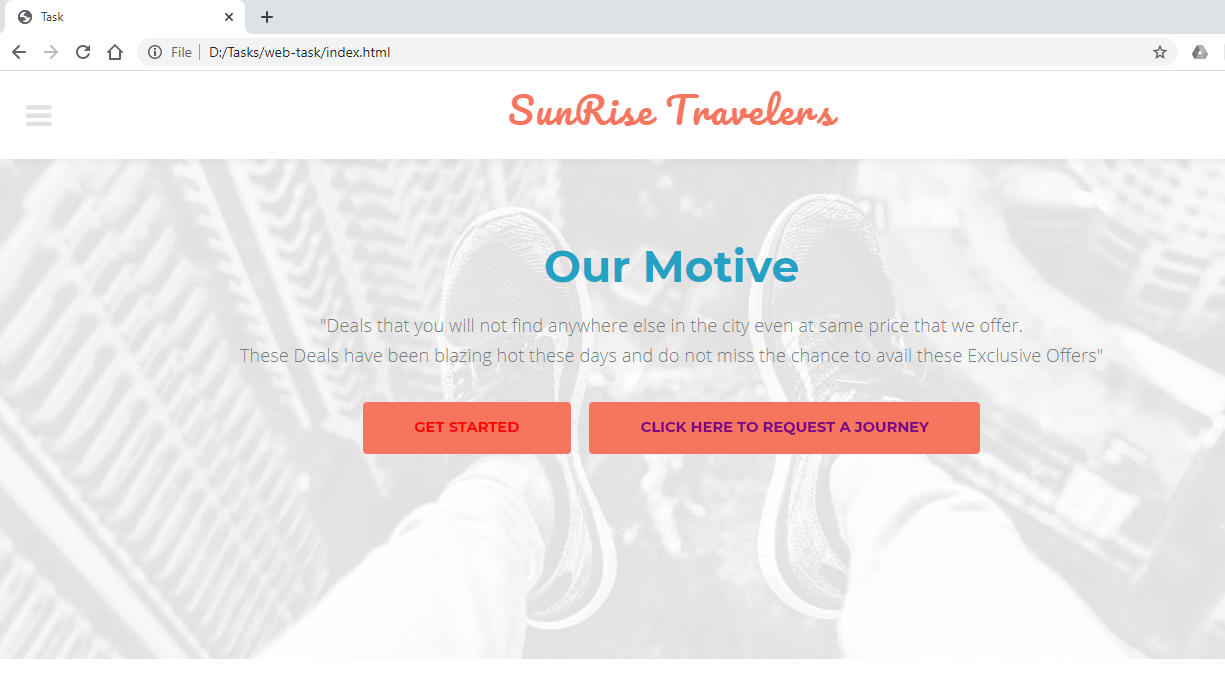 Task
File
D:/Tasks/web-task/index.html
SunRise Travelers
Our Motive
"Deals that you will not find anywhere else in the city even at same price that we offer.
These Deals have been blazing hot these days and do not miss the chance to avail these Exclusive Offers"
GET STARTED
CLICK HERE TO REQUEST A JOURNEY